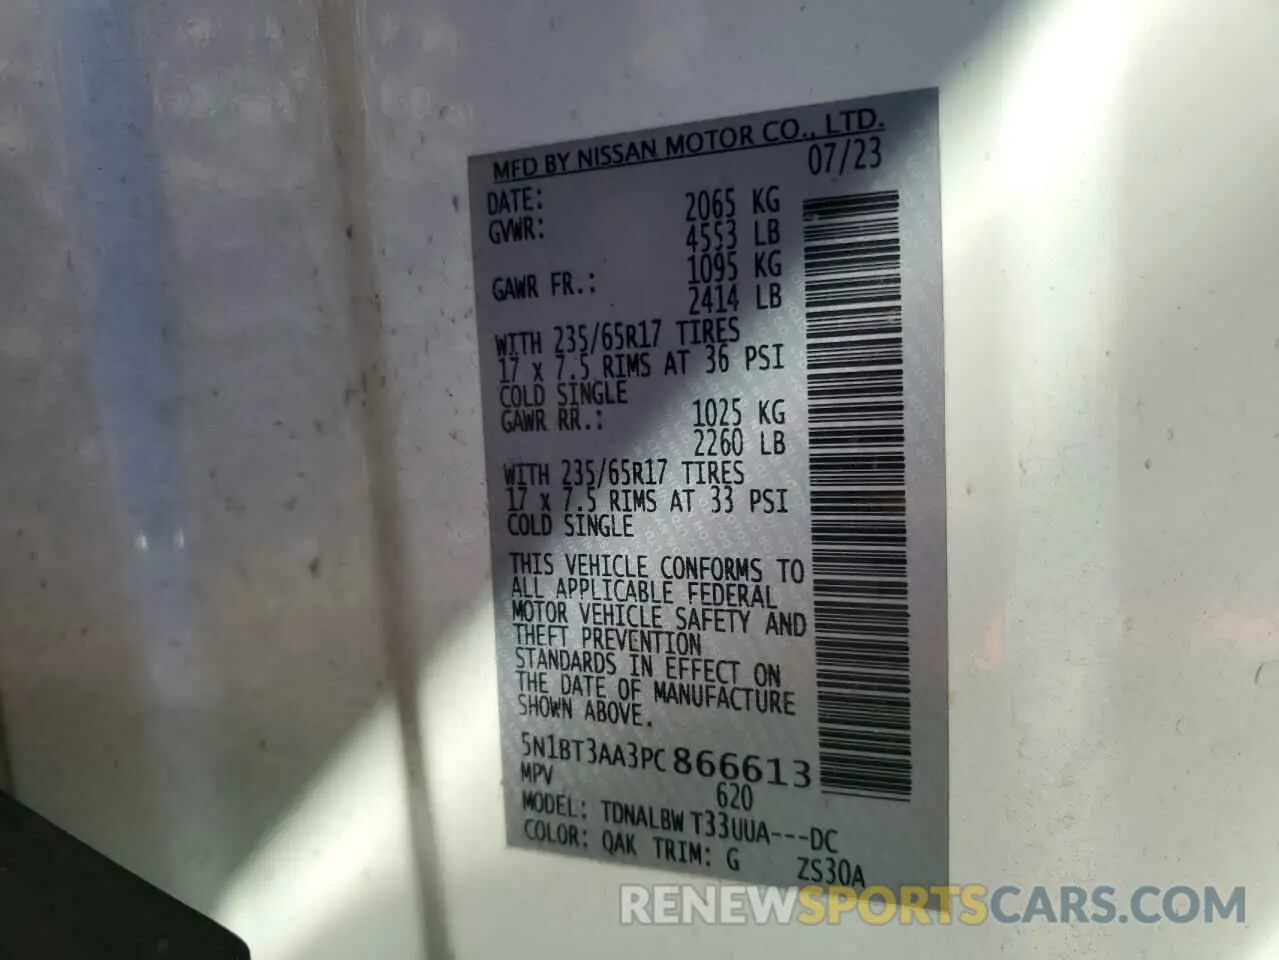 MFD BY NISSAN MOTOR CO., LTD.
DATE: 07/23
GVWR: 2065 KG
4553 LB
GAWR FR.: 1095 KG
2414 LB
WITH 235/65R17 TIRES
17 x 7.5 RIMS AT 36 PSI
COLD SINGLE
GAWR RR.: 1025 KG
2260 LB
WITH 235/65R17 TIRES
17 x 7.5 RIMS AT 33 PSI
COLD SINGLE
THIS VEHICLE CONFORMS TO
ALL APPLICABLE FEDERAL
MOTOR VEHICLE SAFETY AND
THEFT PREVENTION
STANDARDS IN EFFECT ON
THE DATE OF MANUFACTURE
SHOWN ABOVE.
5N1BT3AA3PC866613
MPV 620
MODEL: TDNALBW T33UUA---DC
COLOR: QAK TRIM: G ZS30A
RENEWSPORTSCARS.COM